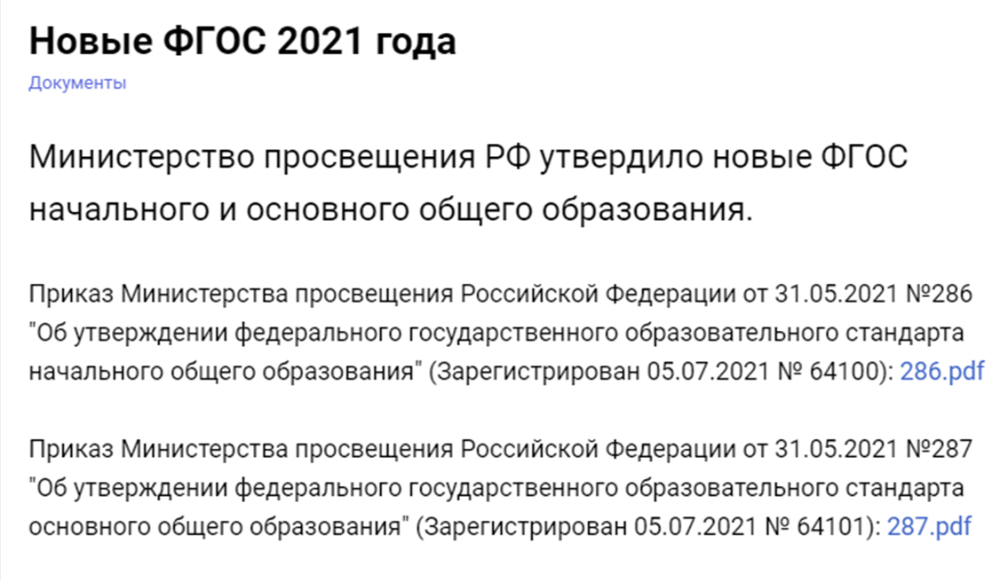 Новые ФГОС 2021 года
Документы
Министерство просвещения РФ утвердило новые ФГОС
начального и основного общего образования.
Приказ Министерства просвещения Российской Федерации от 31.05.2021 №286
"Об утверждении федерального государственного образовательного стандарта
начального общего образования" (Зарегистрирован 05.07.2021 № 64100): 286.pdf
Приказ Министерства просвещения Российской Федерации от 31.05.2021 №287
"Об утверждении федерального государственного образовательного стандарта
основного общего образования" (Зарегистрирован 05.07.2021 № 64101): 287.pdf